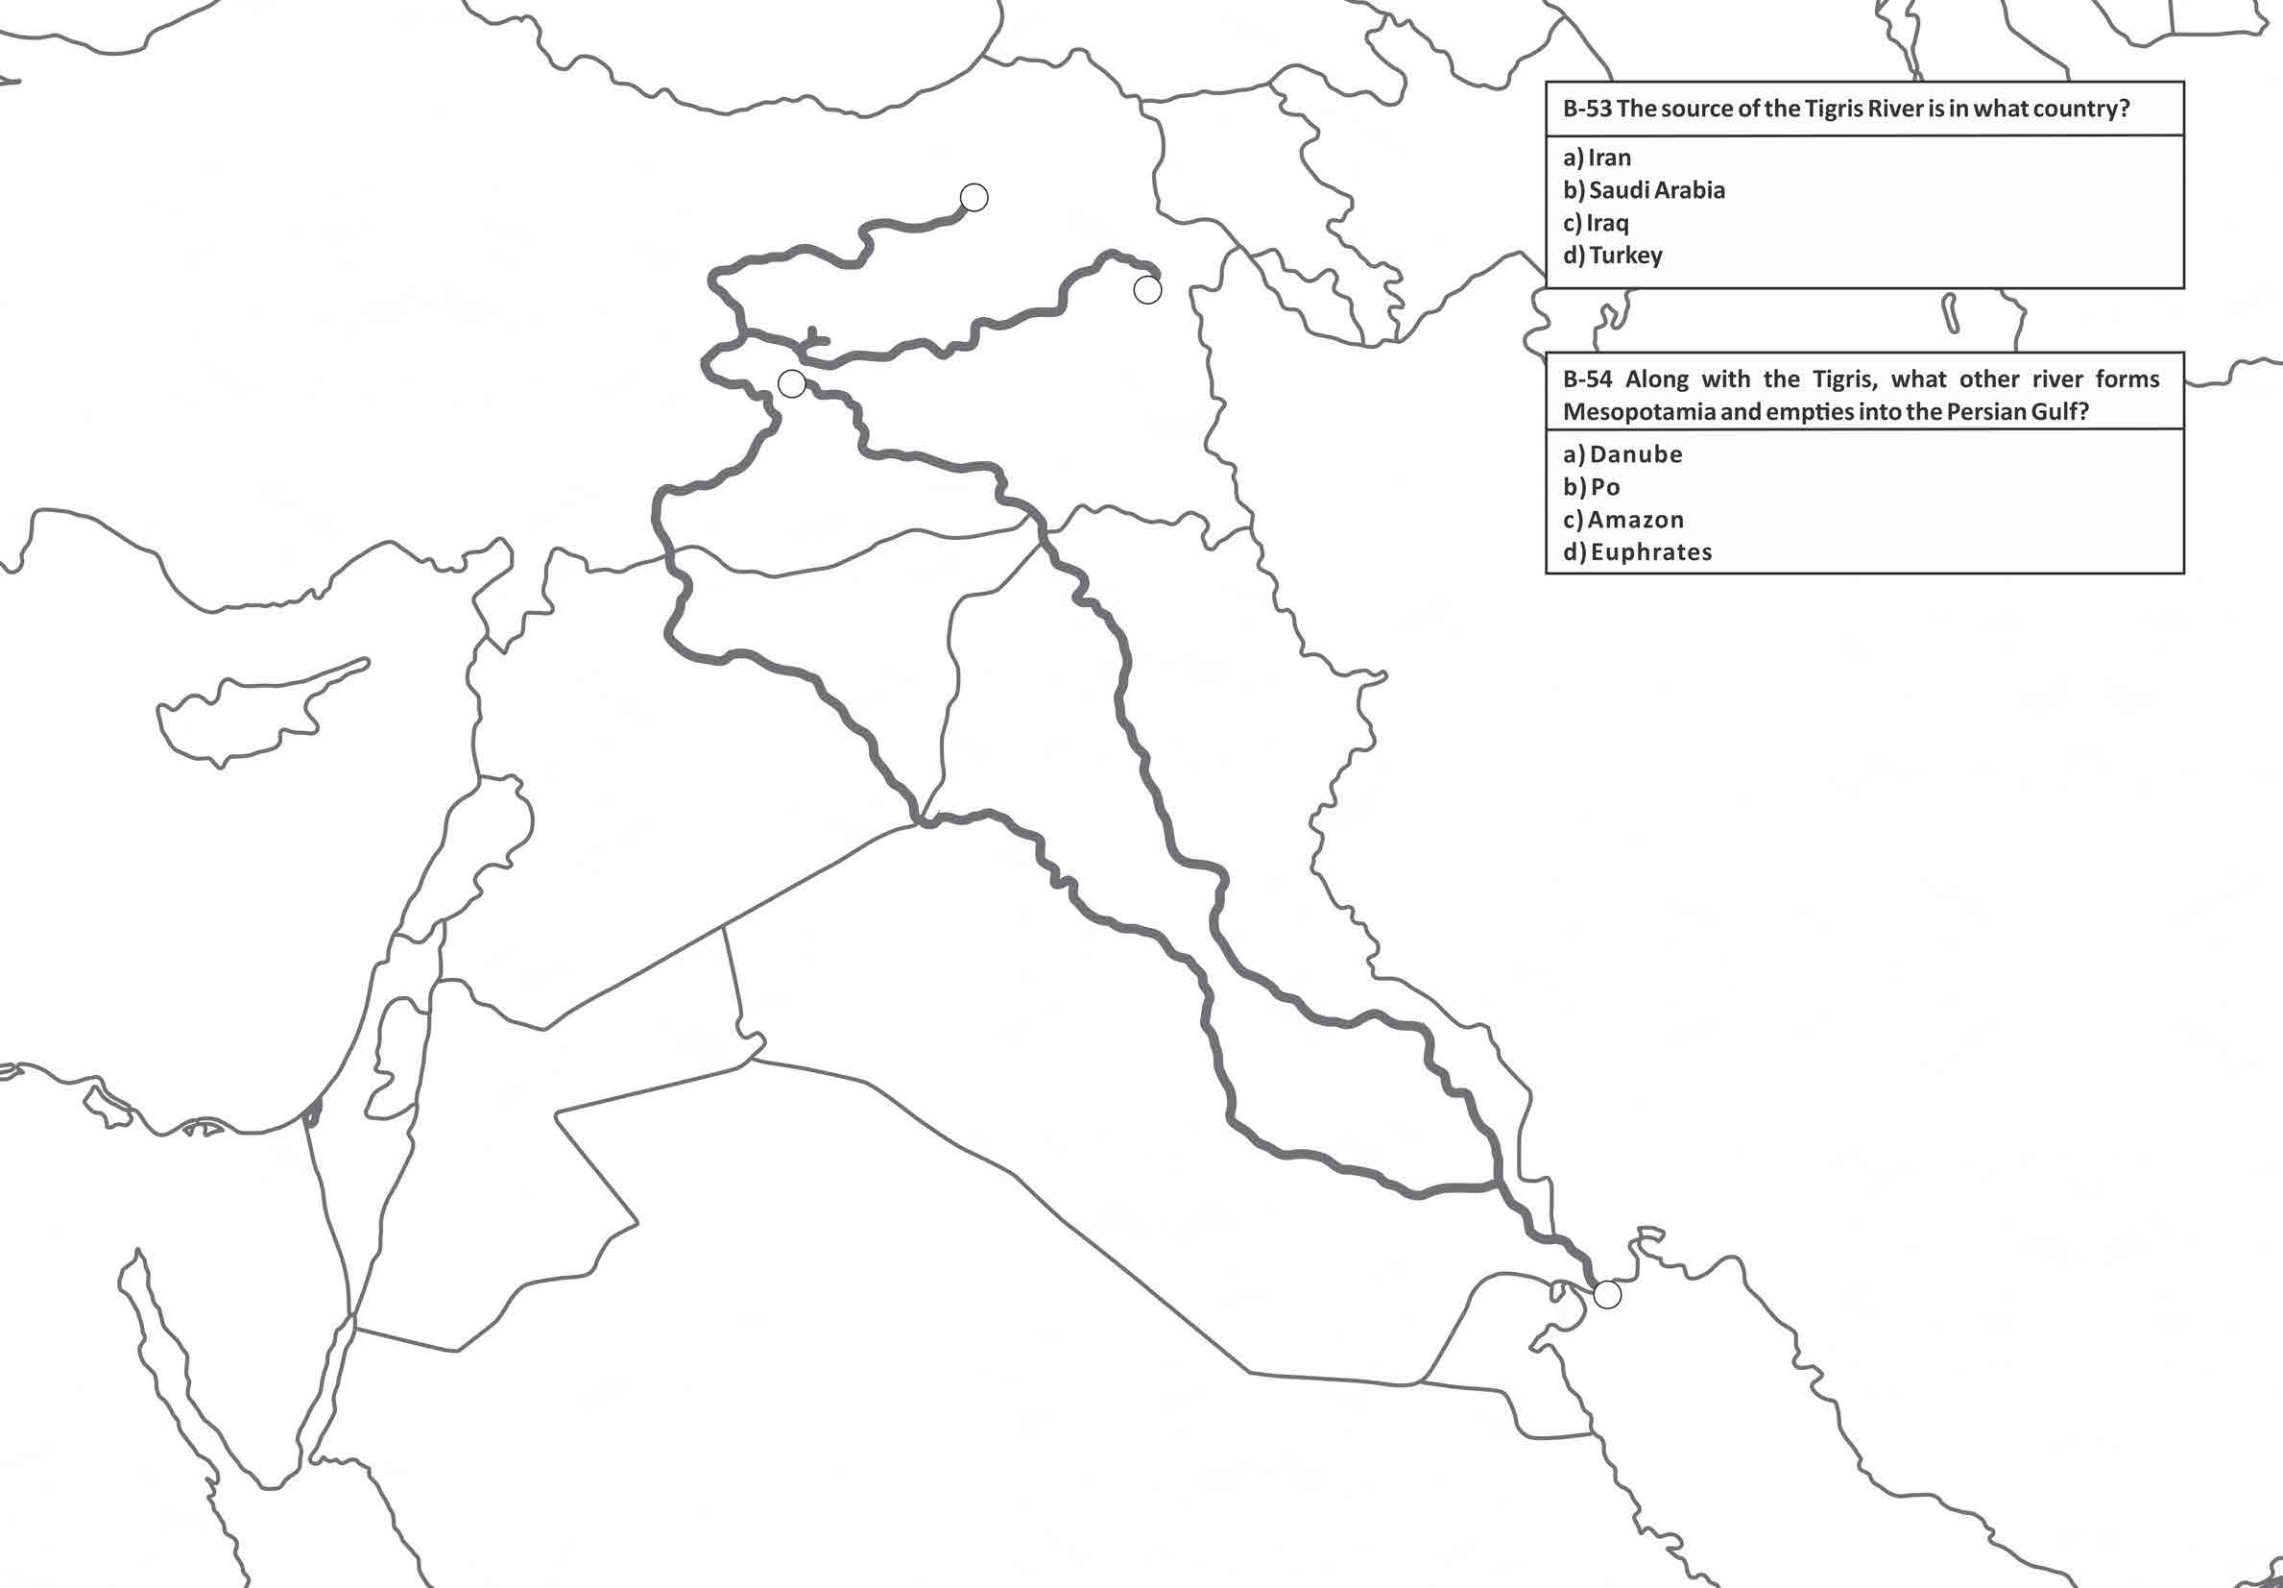 B-53 The source of the Tigris River is in what country?
a) Iran
b) Saudi Arabia
c) Iraq
d) Turkey
B-54 Along with the Tigris, what other river forms
Mesopotamia and empties into the Persian Gulf?
a) Danube
b) Po
c) Amazon
d) Euphrates